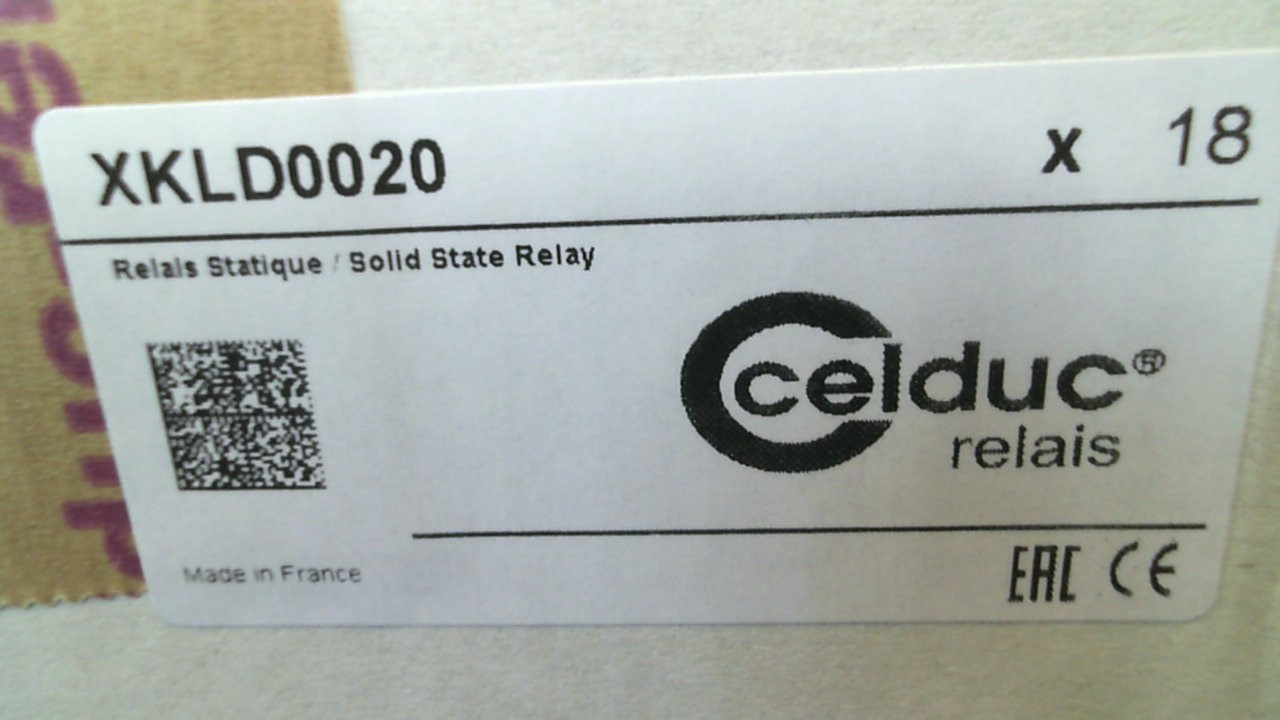 XKLD0020 x 18
Relais Statique / Solid State Relay
celduc®
relais
Made in France
EAC CE